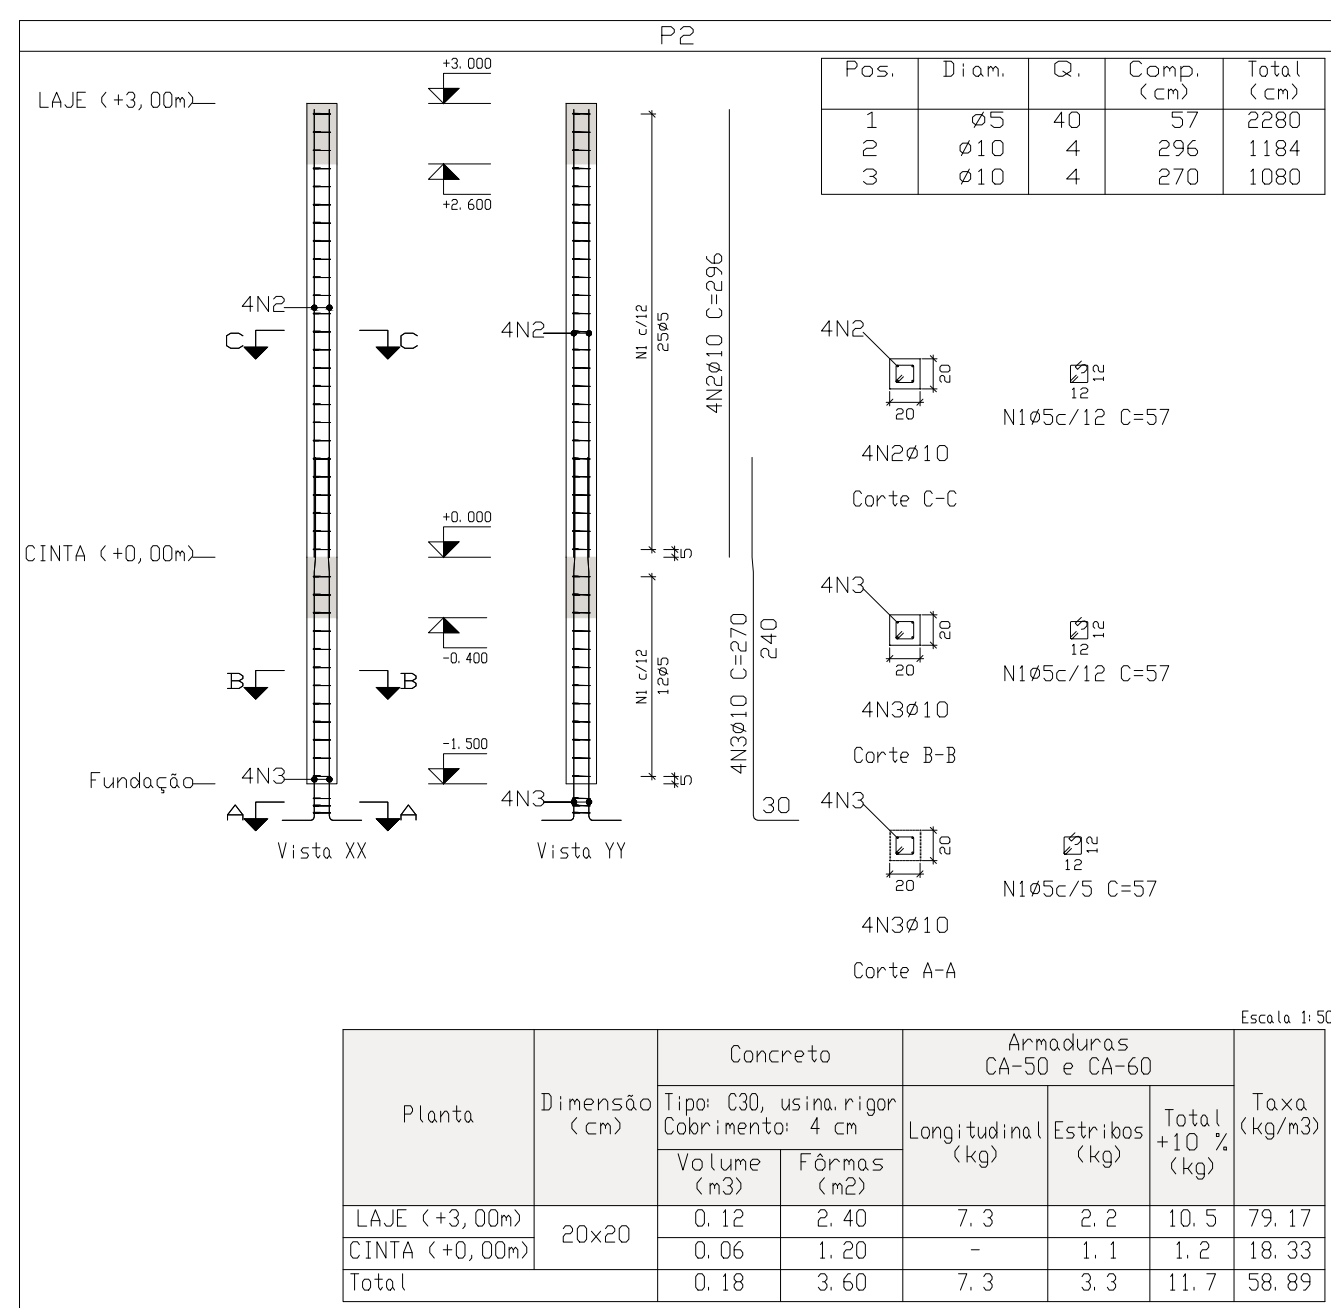 P2
Pos. Diam. Q. Comp. (cm) Total (cm)
1 Ø5 40 57 2280
2 Ø10 4 296 1184
3 Ø10 4 270 1080
LAJE (+3,00m)
+3.000
+2.600
4N2
C C
4N2
N1 c/12
25Ø5
4N2Ø10 C=296
CINTA (+0,00m)
+0.000
5
-0.400
N1 c/12
12Ø5
4N3Ø10 C=270
240
B B
Fundação
-1.500
5
4N3
4N3
A A
30
Vista XX
Vista YY
4N2
20
20
4N2Ø10
Corte C-C
12
12
N1Ø5c/12 C=57
4N3
20
20
4N3Ø10
Corte B-B
12
12
N1Ø5c/12 C=57
4N3
20
20
4N3Ø10
Corte A-A
12
12
N1Ø5c/5 C=57
Escala 1:50
Planta
Dimensão
(cm)
Concreto
Tipo: C30, usina.rigor
Cobrimento: 4 cm
Volume
(m3)
Fôrmas
(m2)
Armaduras
CA-50 e CA-60
Longitudinal
(kg)
Estribos
(kg)
Total
+10 %
(kg)
Taxa
(kg/m3)
LAJE (+3,00m) 20x20 0.12 2.40 7.3 2.2 10.5 79.17
CINTA (+0,00m) 0.06 1.20 - 1.1 1.2 18.33
Total 0.18 3.60 7.3 3.3 11.7 58.89